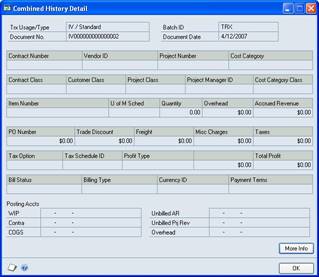 Combined History Detail
Trx Usage/Type IV / Standard Batch ID TRX
Document No. IV000000000000002 Document Date 4/12/2007
Contract Number Vendor ID Project Number Cost Category
Contract Class Customer Class Project Class Project Manager ID Cost Category Class
Item Number U of M Sched Quantity Overhead Accrued Revenue
0.00 $0.00 $0.00
PO Number Trade Discount Freight Misc Charges Taxes
$0.00 $0.00 $0.00 $0.00 $0.00
Tax Option Tax Schedule ID Profit Type Total Profit
$0.00 $0.00
Bill Status Billing Type Currency ID Payment Terms
Posting Accts
WIP - - Unbilled AR - -
Contra - - Unbilled Prj Rev - -
COGS - - Overhead - -
More Info
OK